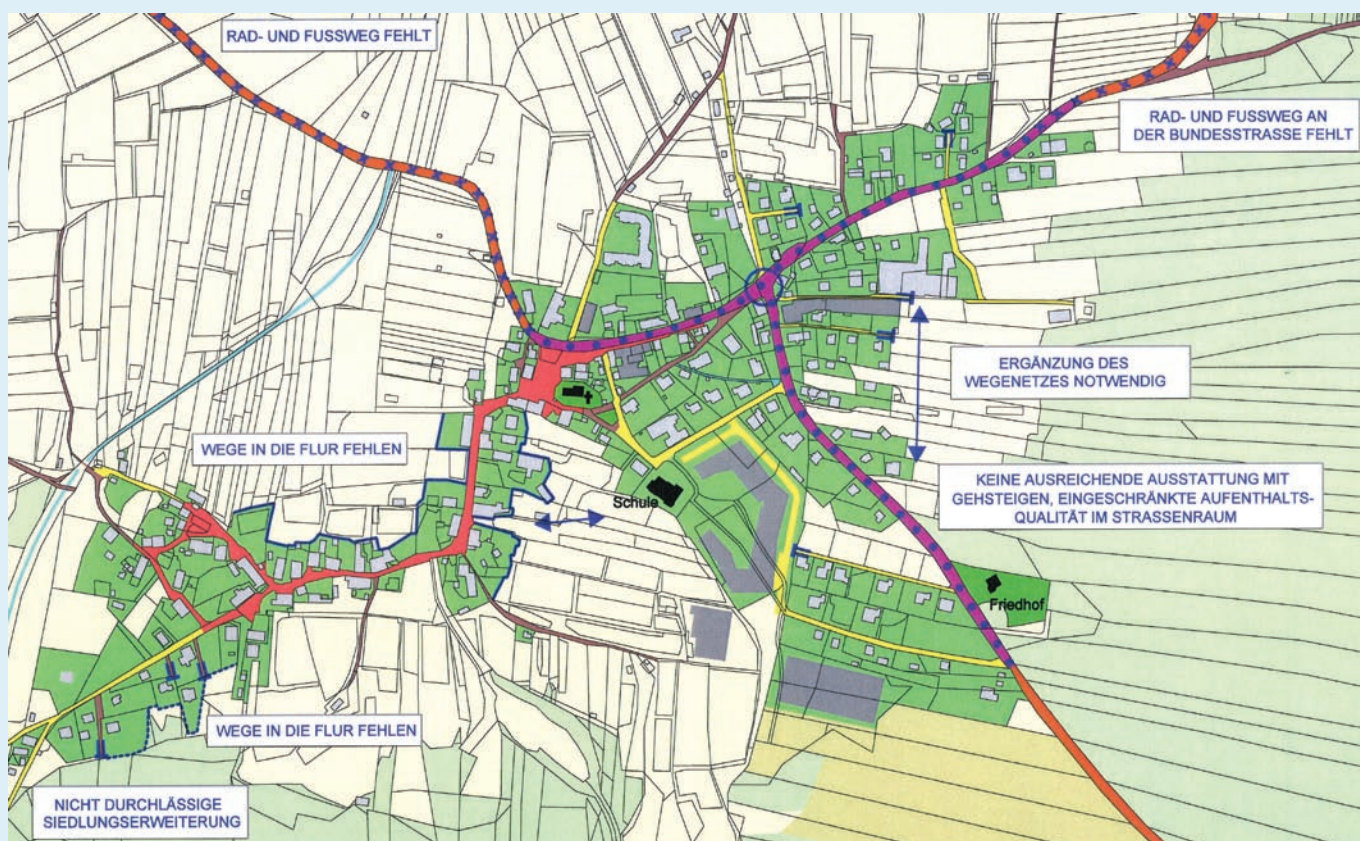 RAD- UND FUSSWEG FEHLT
RAD- UND FUSSWEG AN
DER BUNDESSTRASSE FEHLT
ERGÄNZUNG DES
WEGENETZES NOTWENDIG
WEGE IN DIE FLUR FEHLEN
KEINE AUSREICHENDE AUSSTATTUNG MIT
GEHSTEIGEN, EINGESCHRÄNKTE AUFENTHALTS-
QUALITÄT IM STRASSENRAUM
Schule
Friedhof
WEGE IN DIE FLUR FEHLEN
NICHT DURCHLÄSSIGE
SIEDLUNGSERWEITERUNG